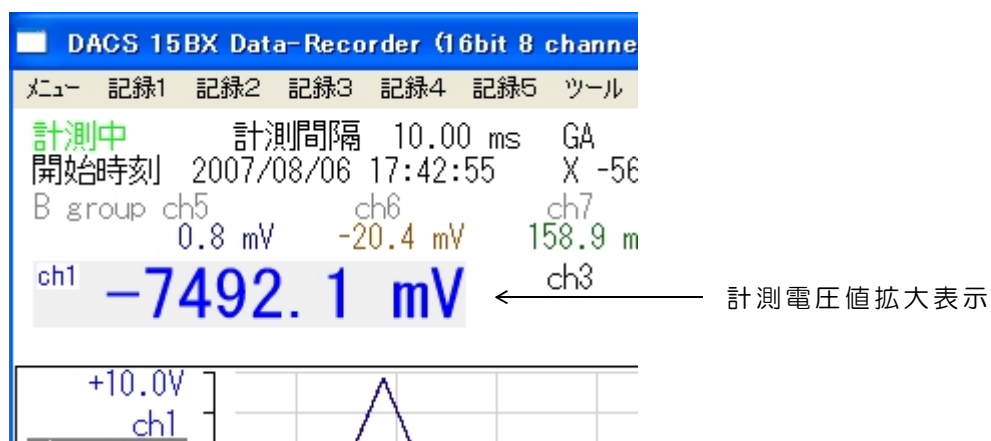 DACS 15BX Data-Recorder (16bit 8 channe
ﾒﾆｭｰ 記録1 記録2 記録3 記録4 記録5 ツール
計測中 計測間隔 10.00 ms GA
開始時刻 2007/08/06 17:42:55 X -56
B group ch5 ch6 ch7
0.8 mV -20.4 mV 158.9 m
ch1 -7492.1 mV ch3
計測電圧値拡大表示
+10.0V
ch1